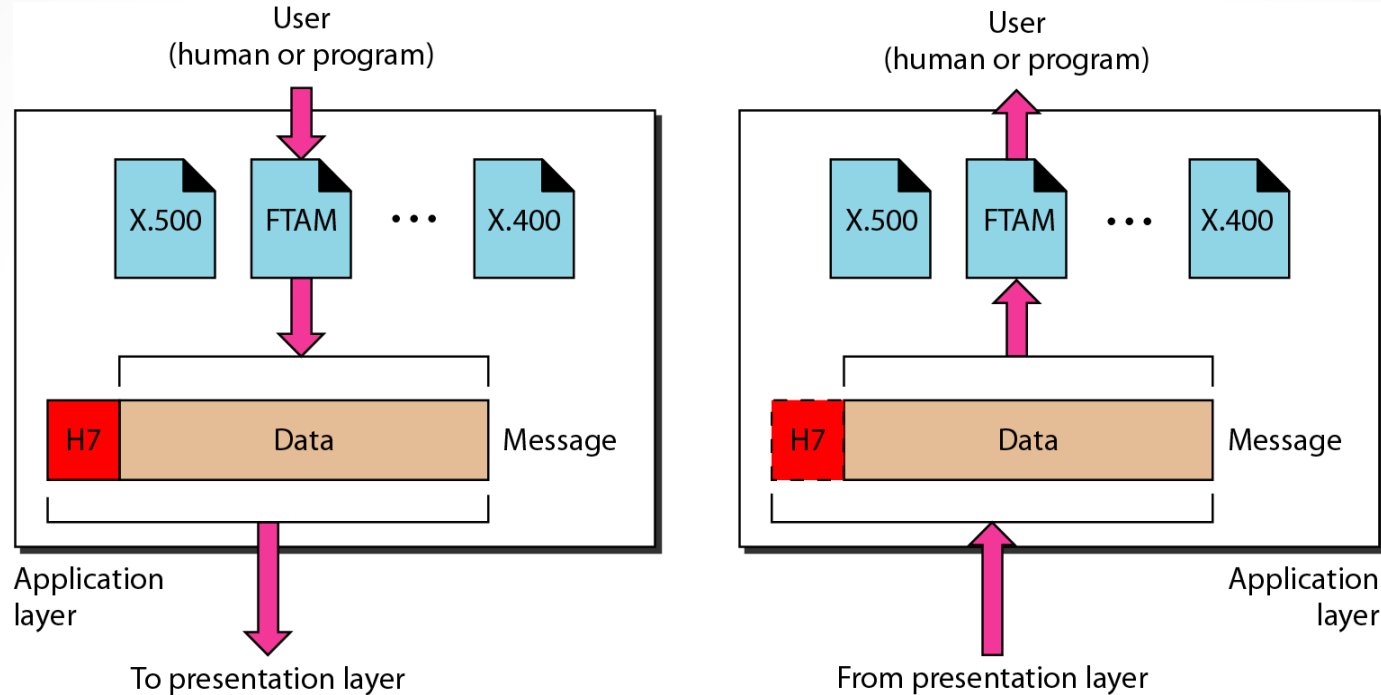 User
(human or program)
X.500
FTAM
...
X.400
H7
Data
Message
Application
layer
To presentation layer
User
(human or program)
X.500
FTAM
...
X.400
H7
Data
Message
Application
layer
From presentation layer